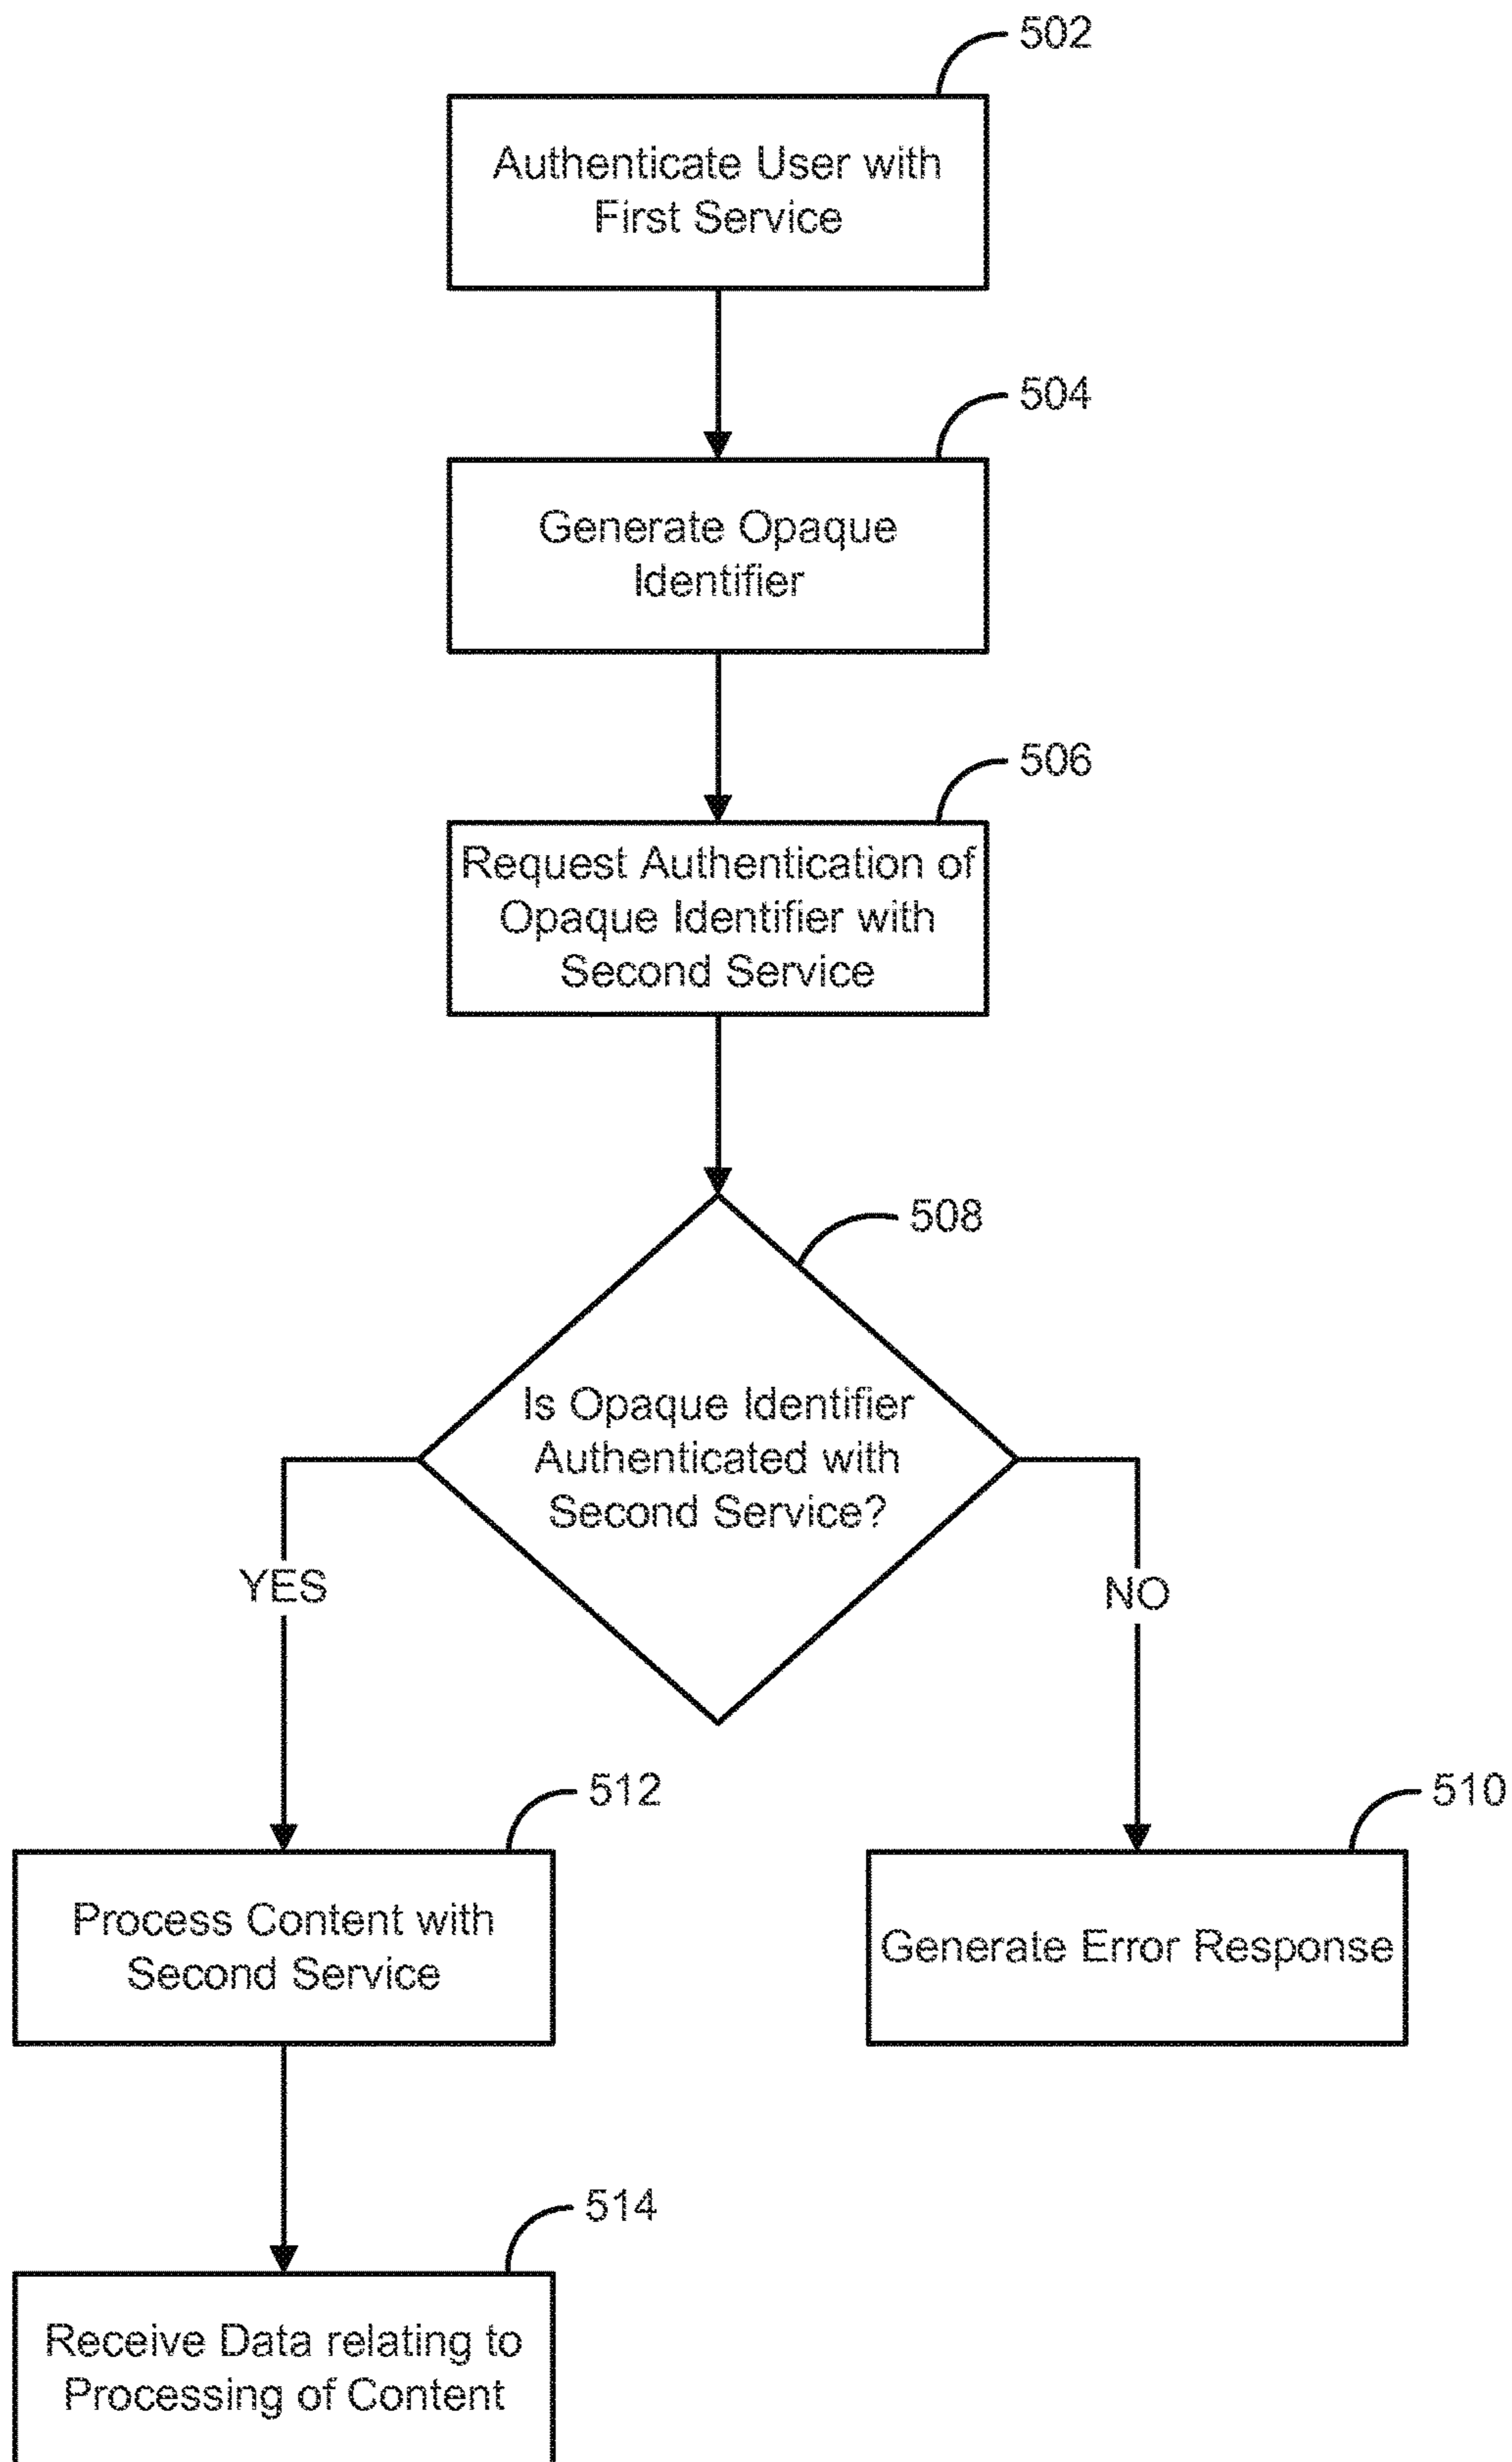 502
Authenticate User with
First Service
504
Generate Opaque
Identifier
506
Request Authentication of
Opaque Identifier with
Second Service
508
Is Opaque Identifier
Authenticated with
Second Service?
YES
NO
512
510
Process Content with
Second Service
Generate Error Response
514
Receive Data relating to
Processing of Content